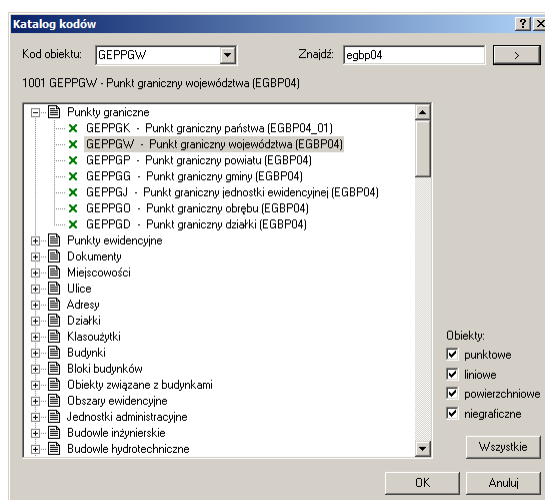 Katalog kodów
Kod obiektu: GEPPGW Znajdź: egbp04 >
1001 GEPPGW - Punkt graniczny województwa (EGBP04)
Punkty graniczne
GEPPGK - Punkt graniczny państwa (EGBP04_01)
GEPPGW - Punkt graniczny województwa (EGBP04)
GEPPGP - Punkt graniczny powiatu (EGBP04)
GEPPGG - Punkt graniczny gminy (EGBP04)
GEPPGJ - Punkt graniczny jednostki ewidencyjnej (EGBP04)
GEPPGO - Punkt graniczny obrębu (EGBP04)
GEPPGD - Punkt graniczny działki (EGBP04)
Punkty ewidencyjne
Dokumenty
Miejscowości
Ulice
Adresy
Działki
Klasoużytki
Budynki
Bloki budynków
Obiekty związane z budynkami
Obszary ewidencyjne
Jednostki administracyjne
Budowle inżynierskie
Budowle hydrotechniczne
Obiekty:
punktowe
liniowe
powierzchniowe
niegraficzne
Wszystkie
OK Anuluj